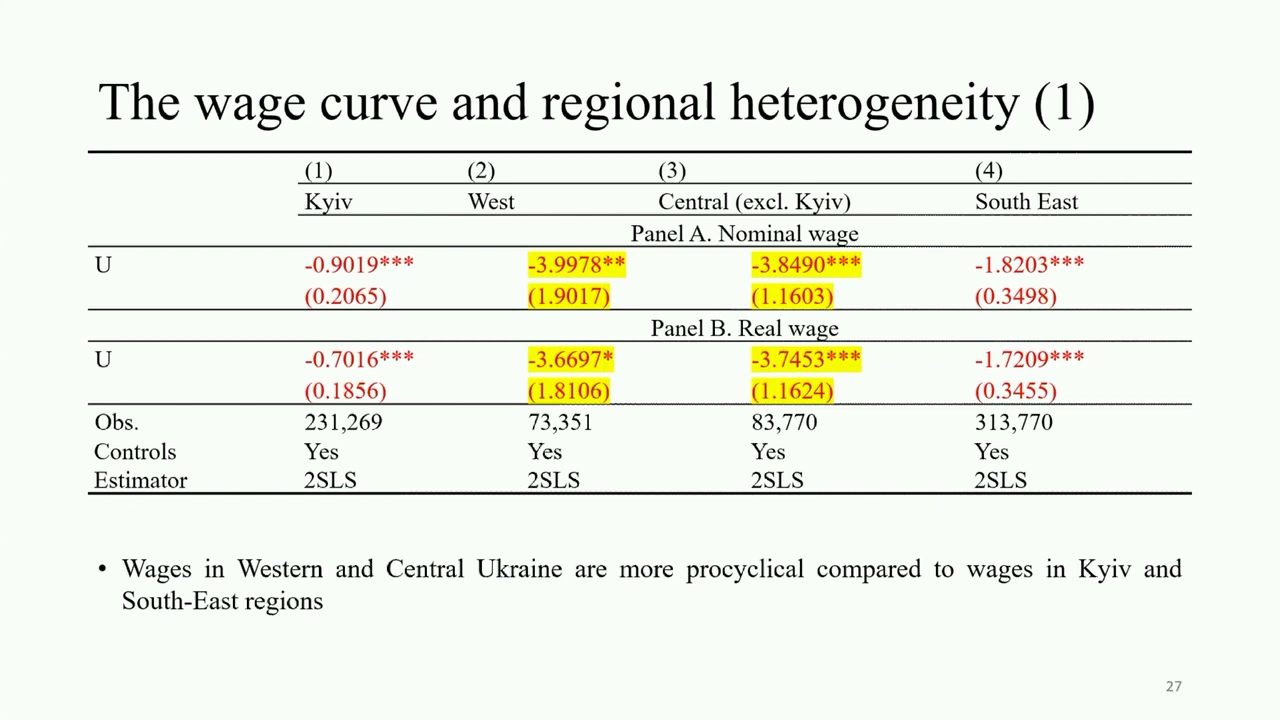 The wage curve and regional heterogeneity (1)
(1) (2) (3) (4)
Kyiv West Central (excl. Kyiv) South East
Panel A. Nominal wage
U -0.9019*** -3.9978** -3.8490*** -1.8203***
(0.2065) (1.9017) (1.1603) (0.3498)
Panel B. Real wage
U -0.7016*** -3.6697* -3.7453*** -1.7209***
(0.1856) (1.8106) (1.1624) (0.3455)
Obs. 231,269 73,351 83,770 313,770
Controls Yes Yes Yes Yes
Estimator 2SLS 2SLS 2SLS 2SLS
• Wages in Western and Central Ukraine are more procyclical compared to wages in Kyiv and
South-East regions
27